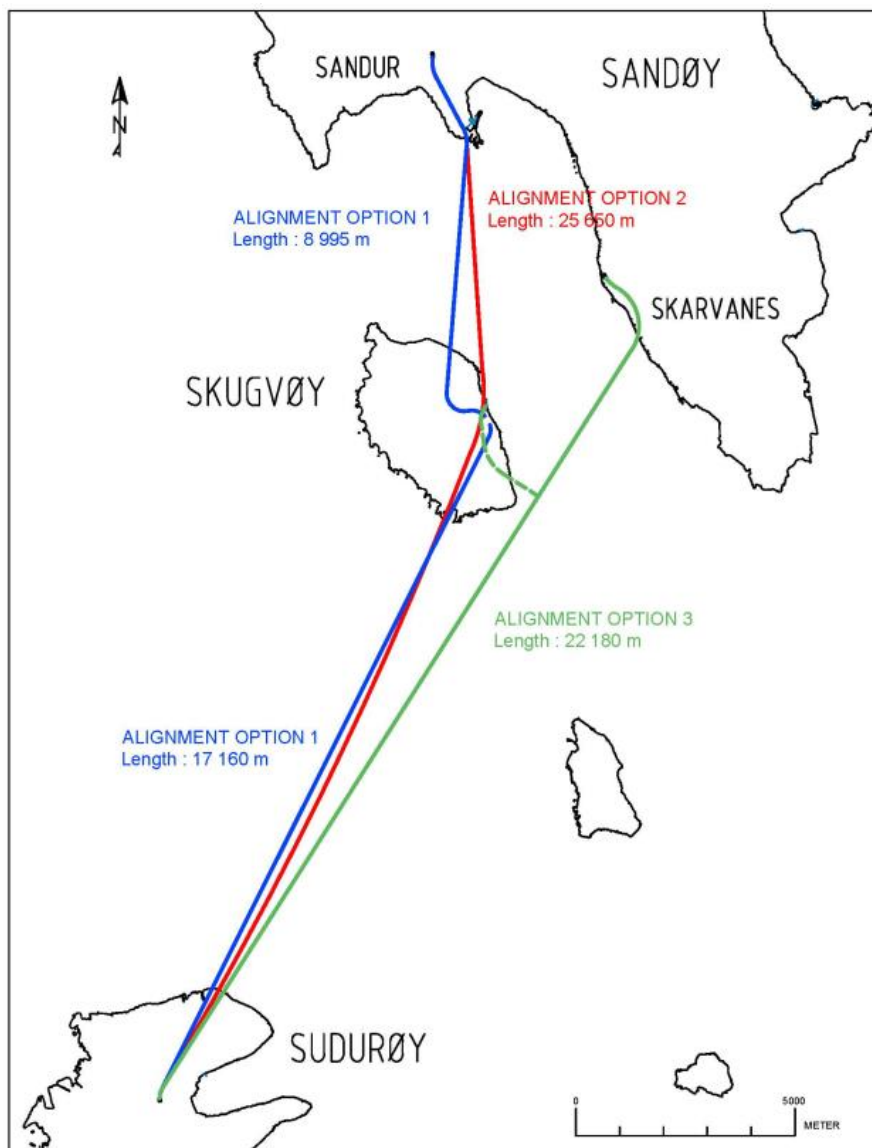 SANDUR
SANDØY
N
ALIGNMENT OPTION 1
Length : 8 995 m
ALIGNMENT OPTION 2
Length : 25 650 m
SKARVANES
SKUGVØY
ALIGNMENT OPTION 3
Length : 22 180 m
ALIGNMENT OPTION 1
Length : 17 160 m
SUDURØY
0 5000
METER